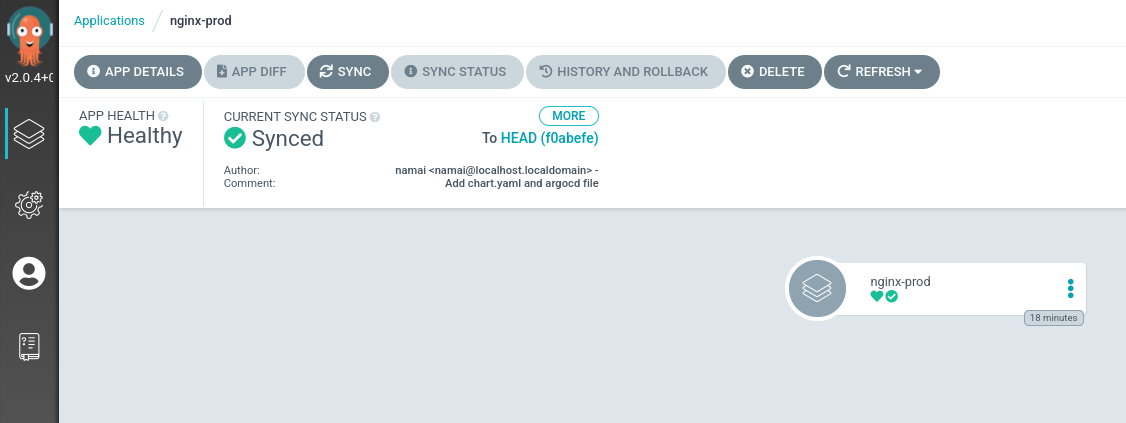 Applications / nginx-prod
v2.0.4+0
APP DETAILS APP DIFF SYNC SYNC STATUS HISTORY AND ROLLBACK DELETE REFRESH
APP HEALTH
Healthy
CURRENT SYNC STATUS
MORE
Synced
To HEAD (f0abefe)
Author: namai <namai@localhost.localdomain> -
Comment: Add chart.yaml and argocd file
nginx-prod
18 minutes